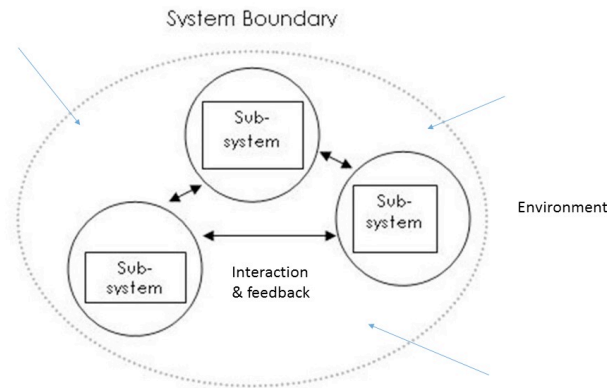 System Boundary
Sub-
system
Sub-
system
Environment
Sub-
system
Interaction
& feedback